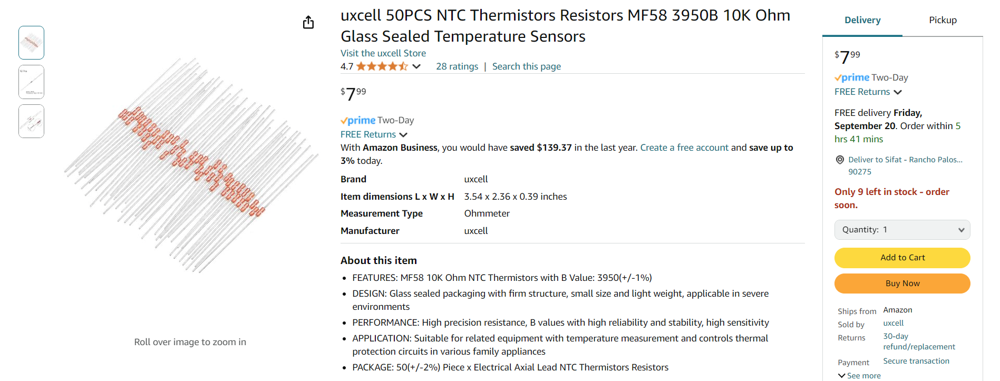 uxcell 50PCS NTC Thermistors Resistors MF58 3950B 10K Ohm
Glass Sealed Temperature Sensors
Visit the uxcell Store
4.7
28 ratings | Search this page
$7.99
prime Two-Day
FREE Returns
With Amazon Business, you would have saved $139.37 in the last year. Create a free account and save up to
3% today.
Brand uxcell
Item dimensions L x W x H 3.54 x 2.36 x 0.39 inches
Measurement Type Ohmmeter
Manufacturer uxcell
About this item
• FEATURES: MF58 10K Ohm NTC Thermistors with B Value: 3950(+/-1%)
• DESIGN: Glass sealed packaging with firm structure, small size and light weight, applicable in severe
environments
• PERFORMANCE: High precision resistance, B values with high reliability and stability, high sensitivity
• APPLICATION: Suitable for related equipment with temperature measurement and controls thermal
protection circuits in various family appliances
• PACKAGE: 50(+/-2%) Piece x Electrical Axial Lead NTC Thermistors Resistors
Roll over image to zoom in
Delivery Pickup
$7.99
prime Two-Day
FREE Returns
FREE delivery Friday,
September 20. Order within 5
hrs 41 mins
Deliver to Sifat - Rancho Palos...
90275
Only 9 left in stock - order
soon.
Quantity: 1
Add to Cart
Buy Now
Ships from Amazon
Sold by uxcell
Returns 30-day
refund/replacement
Payment Secure transaction
See more